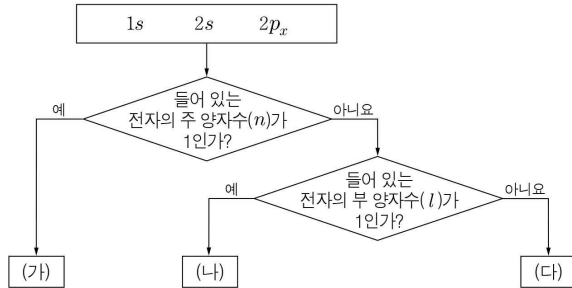 1s 2s 2pₓ
들어 있는
전자의 주 양자수(n)가
1인가?
예
아니요
들어 있는
전자의 부 양자수(l)가
1인가?
예
아니요
(가)
(나)
(다)